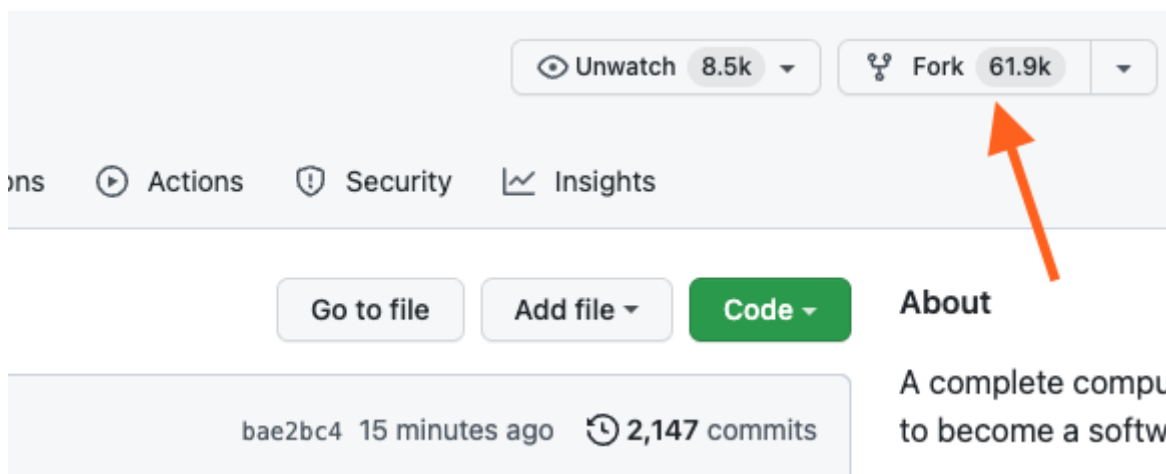 Unwatch 8.5k Fork 61.9k
ons Actions Security Insights
Go to file Add file Code About
A complete compu
bae2bc4 15 minutes ago 2,147 commits to become a softw